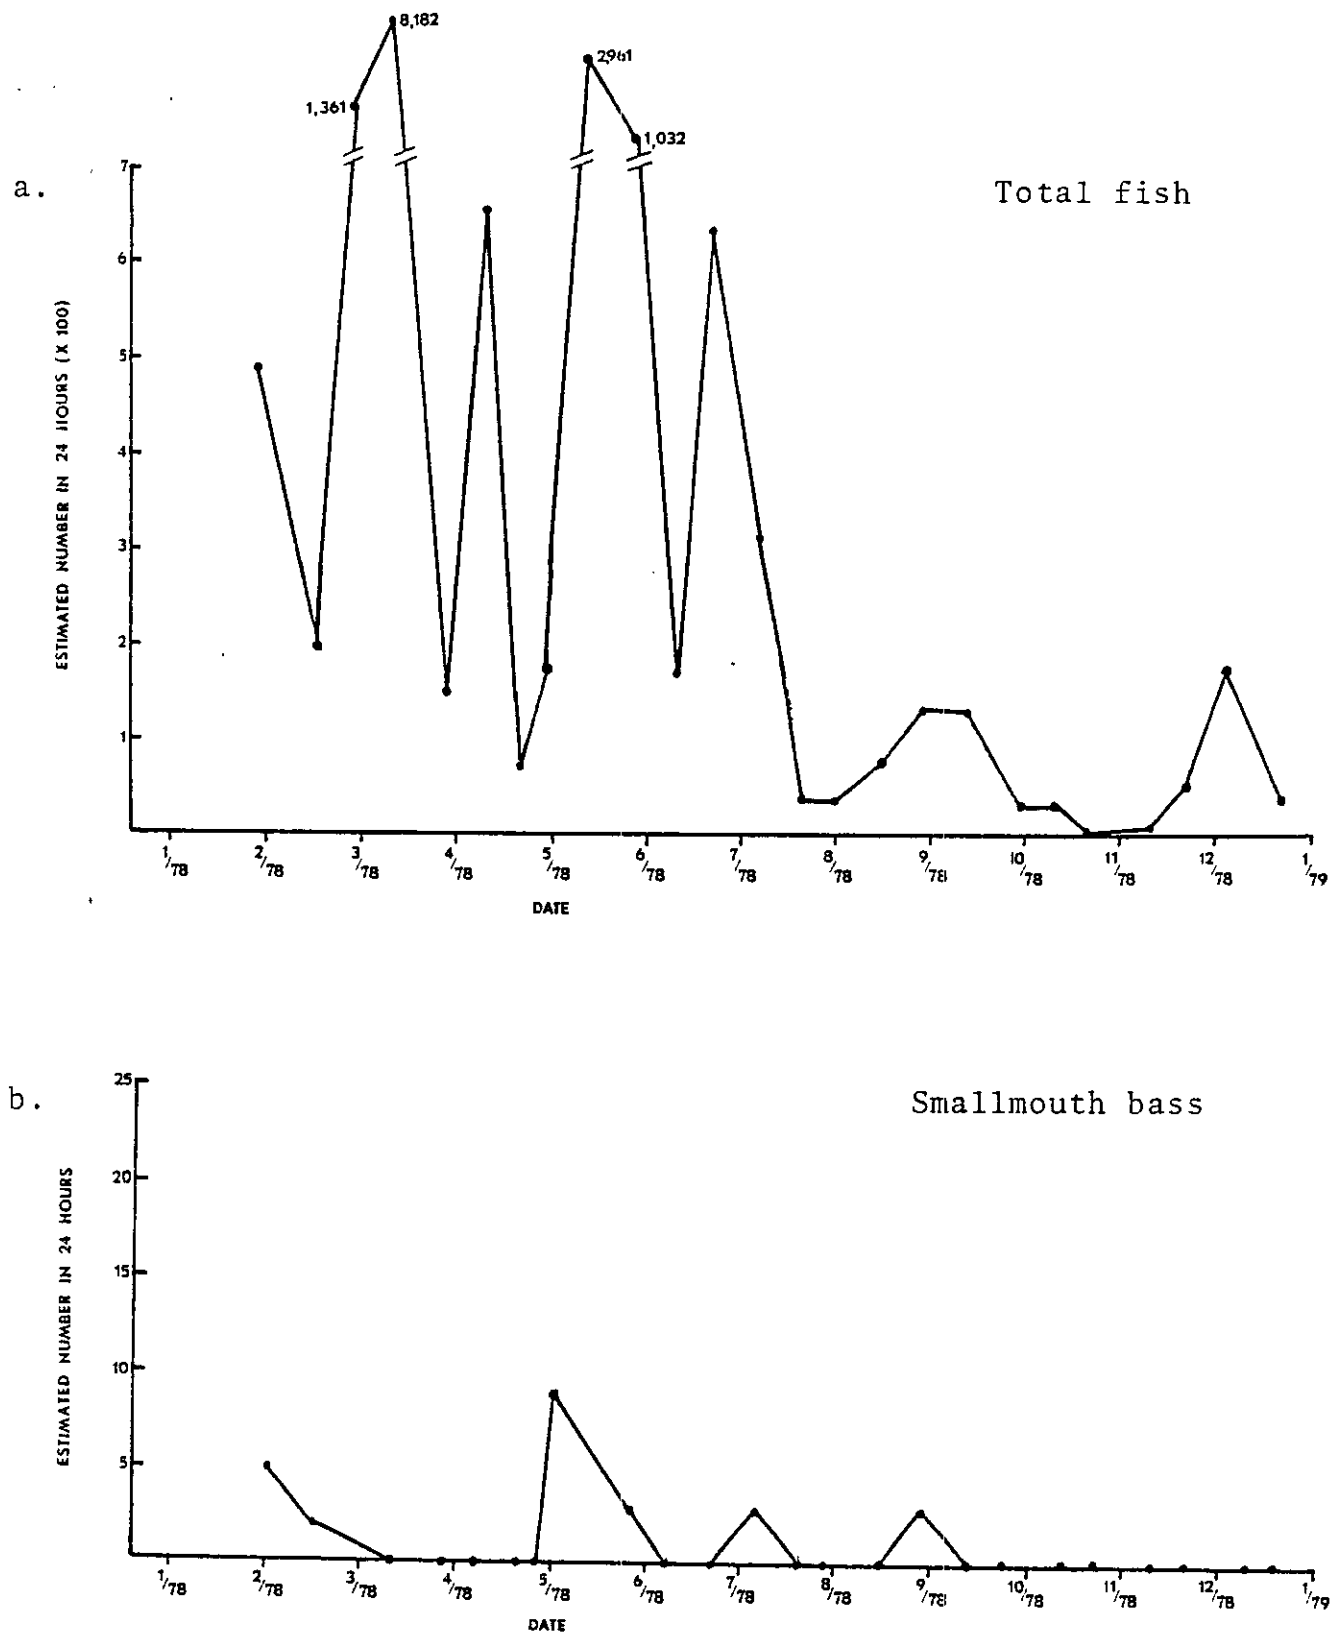 8,182
2961
1,361
1,032
7
a.
Total fish
6
5
4
3
2
1
ESTIMATED NUMBER IN 24 HOURS (X 100)
1/78 2/78 3/78 4/78 5/78 6/78 7/78 8/78 9/78 10/78 11/78 12/78 1/79
DATE
25
b.
Smallmouth bass
20
15
10
5
ESTIMATED NUMBER IN 24 HOURS
1/78 2/78 3/78 4/78 5/78 6/78 7/78 8/78 9/78 10/78 11/78 12/78 1/79
DATE